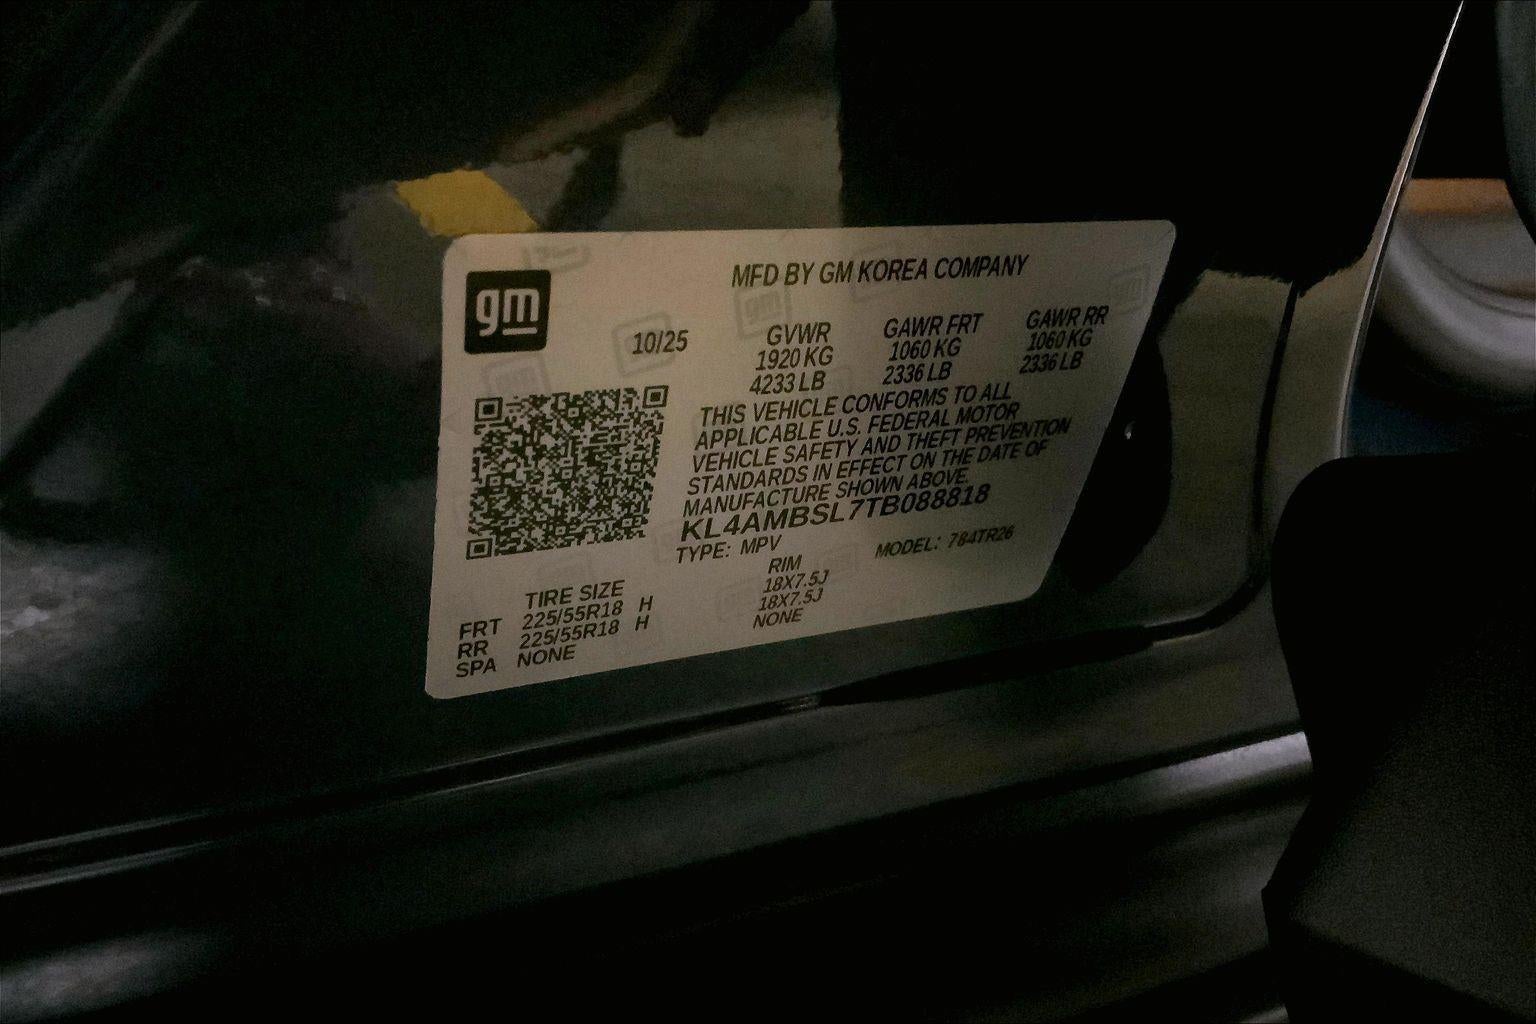 gm
MFD BY GM KOREA COMPANY
10/25 GVWR GAWR FRT GAWR RR
1920 KG 1060 KG 1060 KG
4233 LB 2336 LB 2336 LB
THIS VEHICLE CONFORMS TO ALL
APPLICABLE U.S. FEDERAL MOTOR
VEHICLE SAFETY AND THEFT PREVENTION
STANDARDS IN EFFECT ON THE DATE OF
MANUFACTURE SHOWN ABOVE.
KL4AMBSL7TB088818
TYPE: MPV MODEL: 784TR26
TIRE SIZE RIM
FRT 225/55R18 H 18X7.5J
RR 225/55R18 H 18X7.5J
SPA NONE NONE